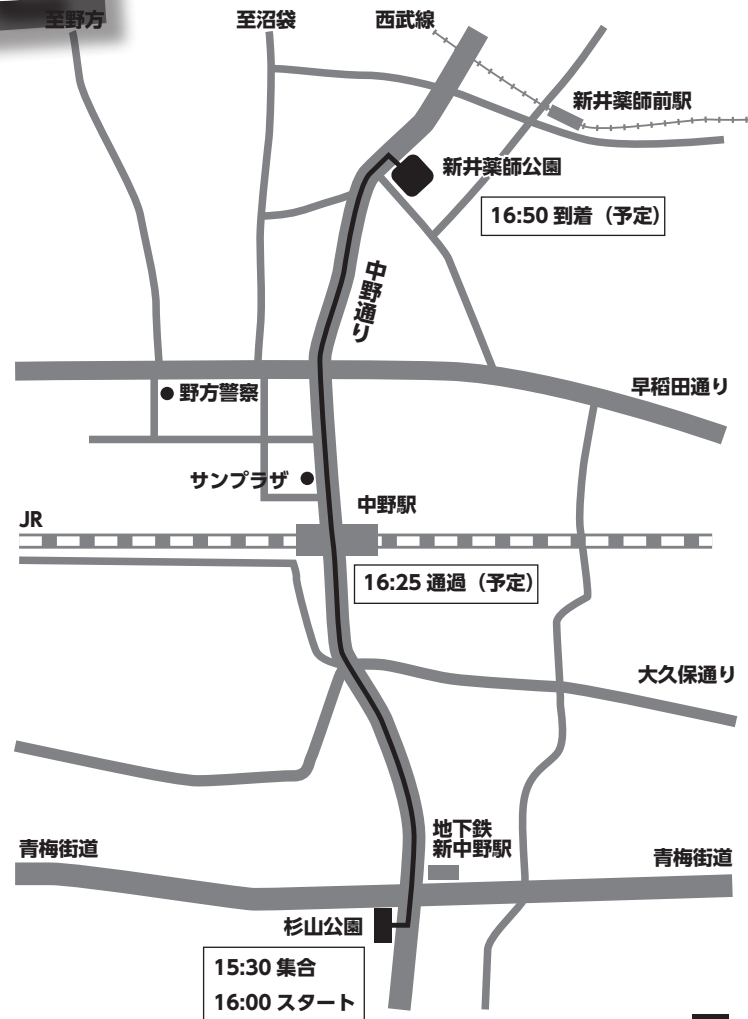 至野方
至沼袋
西武線
新井薬師前駅
新井薬師公園
16:50 到着（予定）
中野通り
早稲田通り
野方警察
サンプラザ
中野駅
JR
16:25 通過（予定）
大久保通り
地下鉄
新中野駅
青梅街道
青梅街道
杉山公園
15:30 集合
16:00 スタート